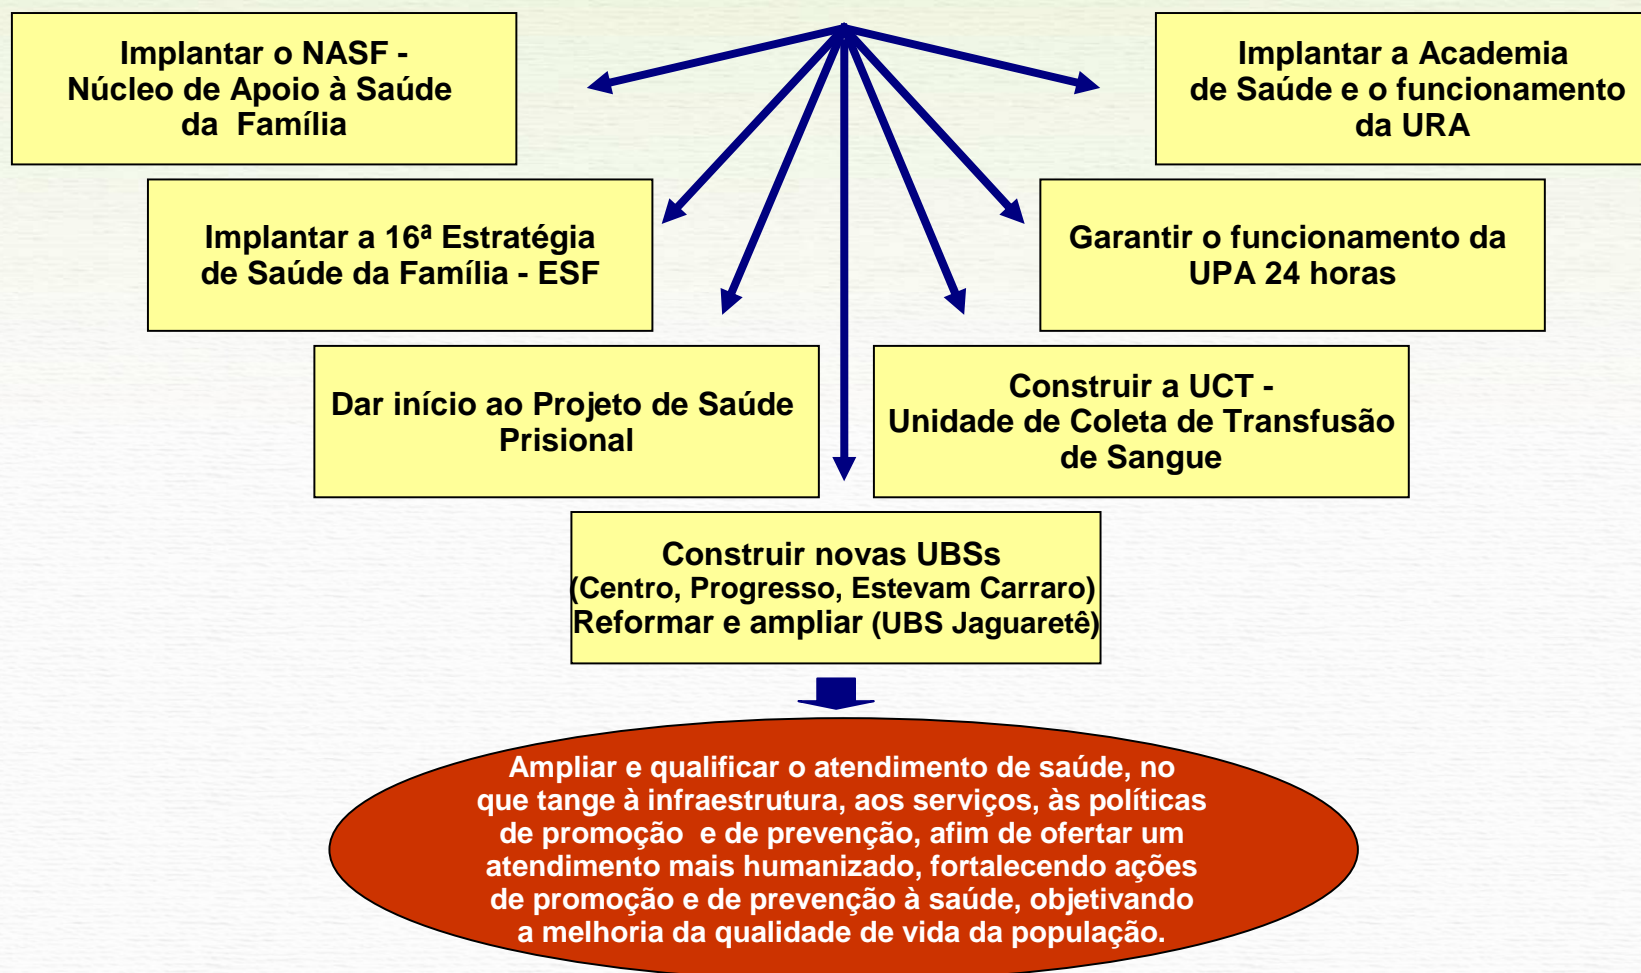 Implantar o NASF -
Núcleo de Apoio à Saúde
da Família
Implantar a Academia
de Saúde e o funcionamento
da URA
Implantar a 16ª Estratégia
de Saúde da Família - ESF
Garantir o funcionamento da
UPA 24 horas
Dar início ao Projeto de Saúde
Prisional
Construir a UCT -
Unidade de Coleta de Transfusão
de Sangue
Construir novas UBSs
(Centro, Progresso, Estevam Carraro)
Reformar e ampliar (UBS Jaguaretê)
Ampliar e qualificar o atendimento de saúde, no
que tange à infraestrutura, aos serviços, às políticas
de promoção e de prevenção, afim de ofertar um
atendimento mais humanizado, fortalecendo ações
de promoção e de prevenção à saúde, objetivando
a melhoria da qualidade de vida da população.